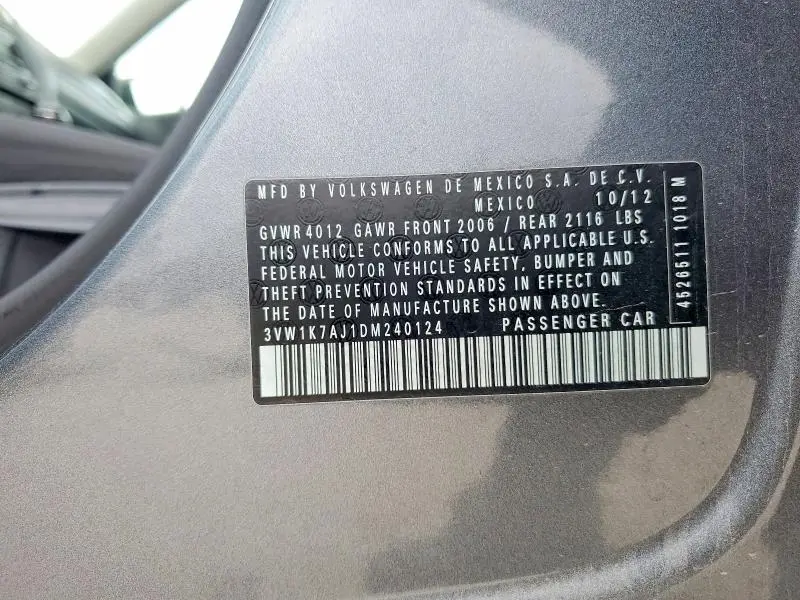 MFD BY VOLKSWAGEN DE MEXICO S.A. DE C.V.
MEXICO 10/12
GVWR 4012 GAWR FRONT 2006 / REAR 2116 LBS
THIS VEHICLE CONFORMS TO ALL APPLICABLE U.S.
FEDERAL MOTOR VEHICLE SAFETY, BUMPER AND
THEFT PREVENTION STANDARDS IN EFFECT ON
THE DATE OF MANUFACTURE SHOWN ABOVE.
3VW1K7AJ1DM240124 PASSENGER CAR
4526511 1018 M